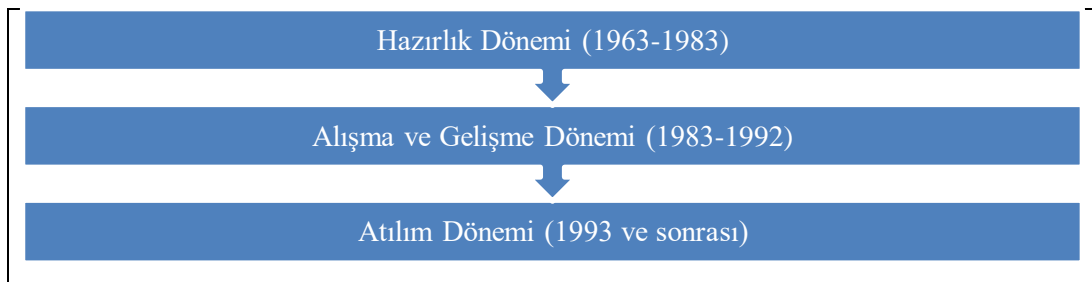 Hazırlık Dönemi (1963-1983)
Alışma ve Gelişme Dönemi (1983-1992)
Atılım Dönemi (1993 ve sonrası)